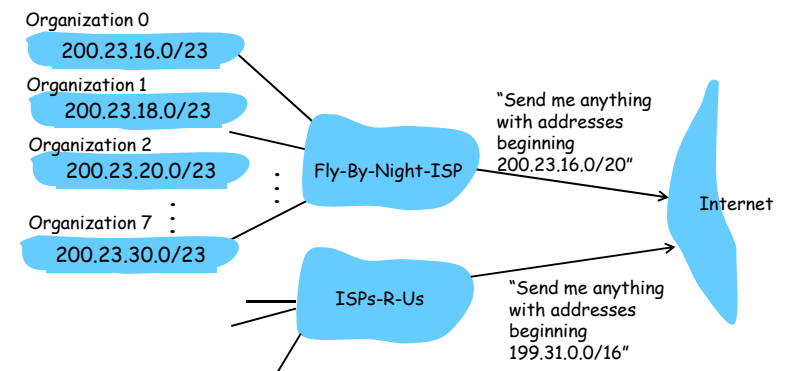 Organization 0
200.23.16.0/23
Organization 1
200.23.18.0/23
Organization 2
200.23.20.0/23
Organization 7
200.23.30.0/23
Fly-By-Night-ISP
“Send me anything
with addresses
beginning
200.23.16.0/20”
Internet
ISPs-R-Us
“Send me anything
with addresses
beginning
199.31.0.0/16”